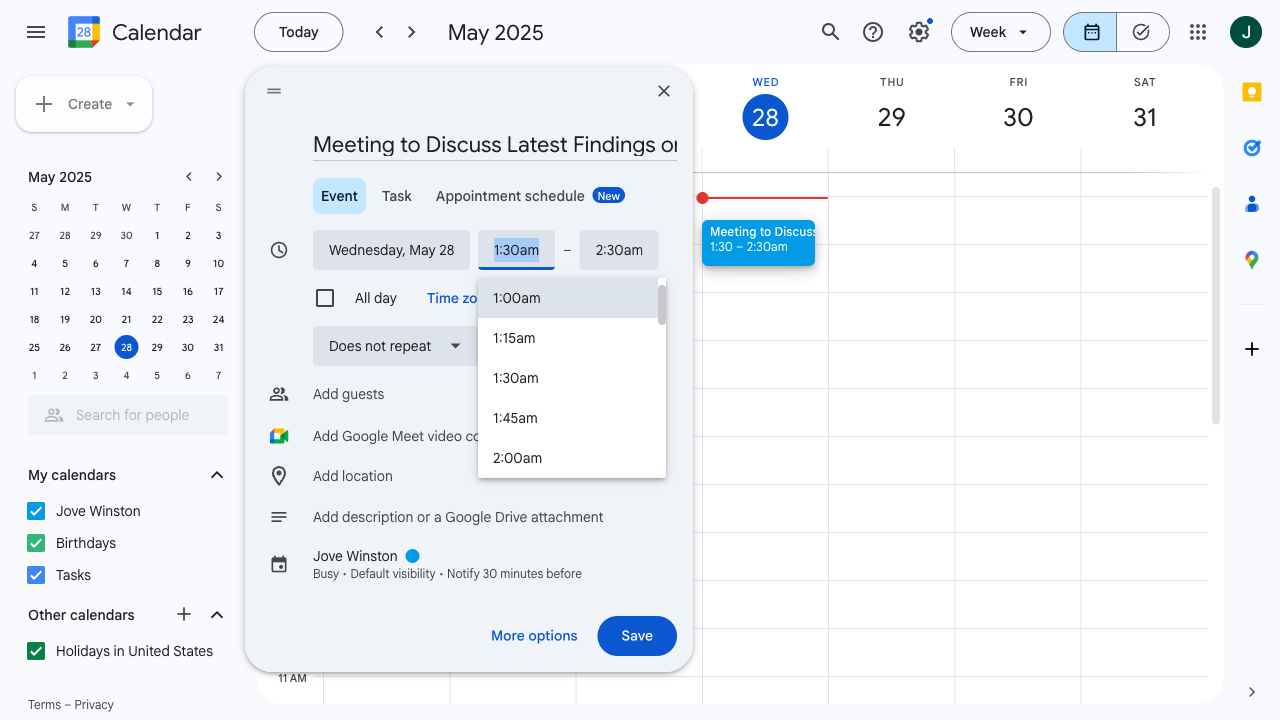 28
Calendar
Today
May 2025
Week
J
Create
May 2025
S M T W T F S
27 28 29 30 1 2 3
4 5 6 7 8 9 10
11 12 13 14 15 16 17
18 19 20 21 22 23 24
25 26 27 28 29 30 31
1 2 3 4 5 6 7
Search for people
My calendars
Jove Winston
Birthdays
Tasks
Other calendars
Holidays in United States
Terms – Privacy
Meeting to Discuss Latest Findings or
Event
Task
Appointment schedule
New
Wednesday, May 28
1:30am
–
2:30am
All day
Time zo
1:00am
1:15am
1:30am
1:45am
2:00am
Does not repeat
Add guests
Add Google Meet video co
Add location
Add description or a Google Drive attachment
Jove Winston
Busy • Default visibility • Notify 30 minutes before
More options
Save
WED
28
THU
29
FRI
30
SAT
31
Meeting to Discuss
1:30 – 2:30am
11 AM